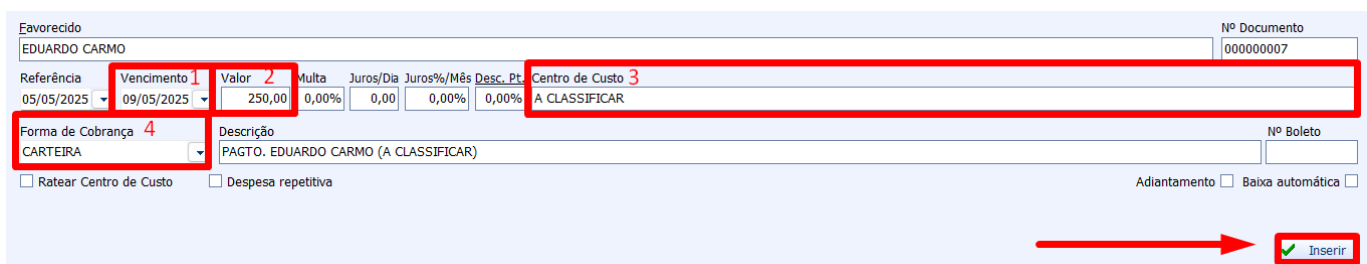 Favorecido Nº Documento
EDUARDO CARMO 000000007
Referência Vencimento 1 Valor 2 Multa Juros/Dia Juros%/Mês Desc. Pt. Centro de Custo 3
05/05/2025 09/05/2025 250,00 0,00% 0,00 0,00% 0,00% A CLASSIFICAR
Forma de Cobrança 4 Descrição Nº Boleto
CARTEIRA PAGTO. EDUARDO CARMO (A CLASSIFICAR)
Ratear Centro de Custo Despesa repetitiva Adiantamento Baixa automática
Inserir